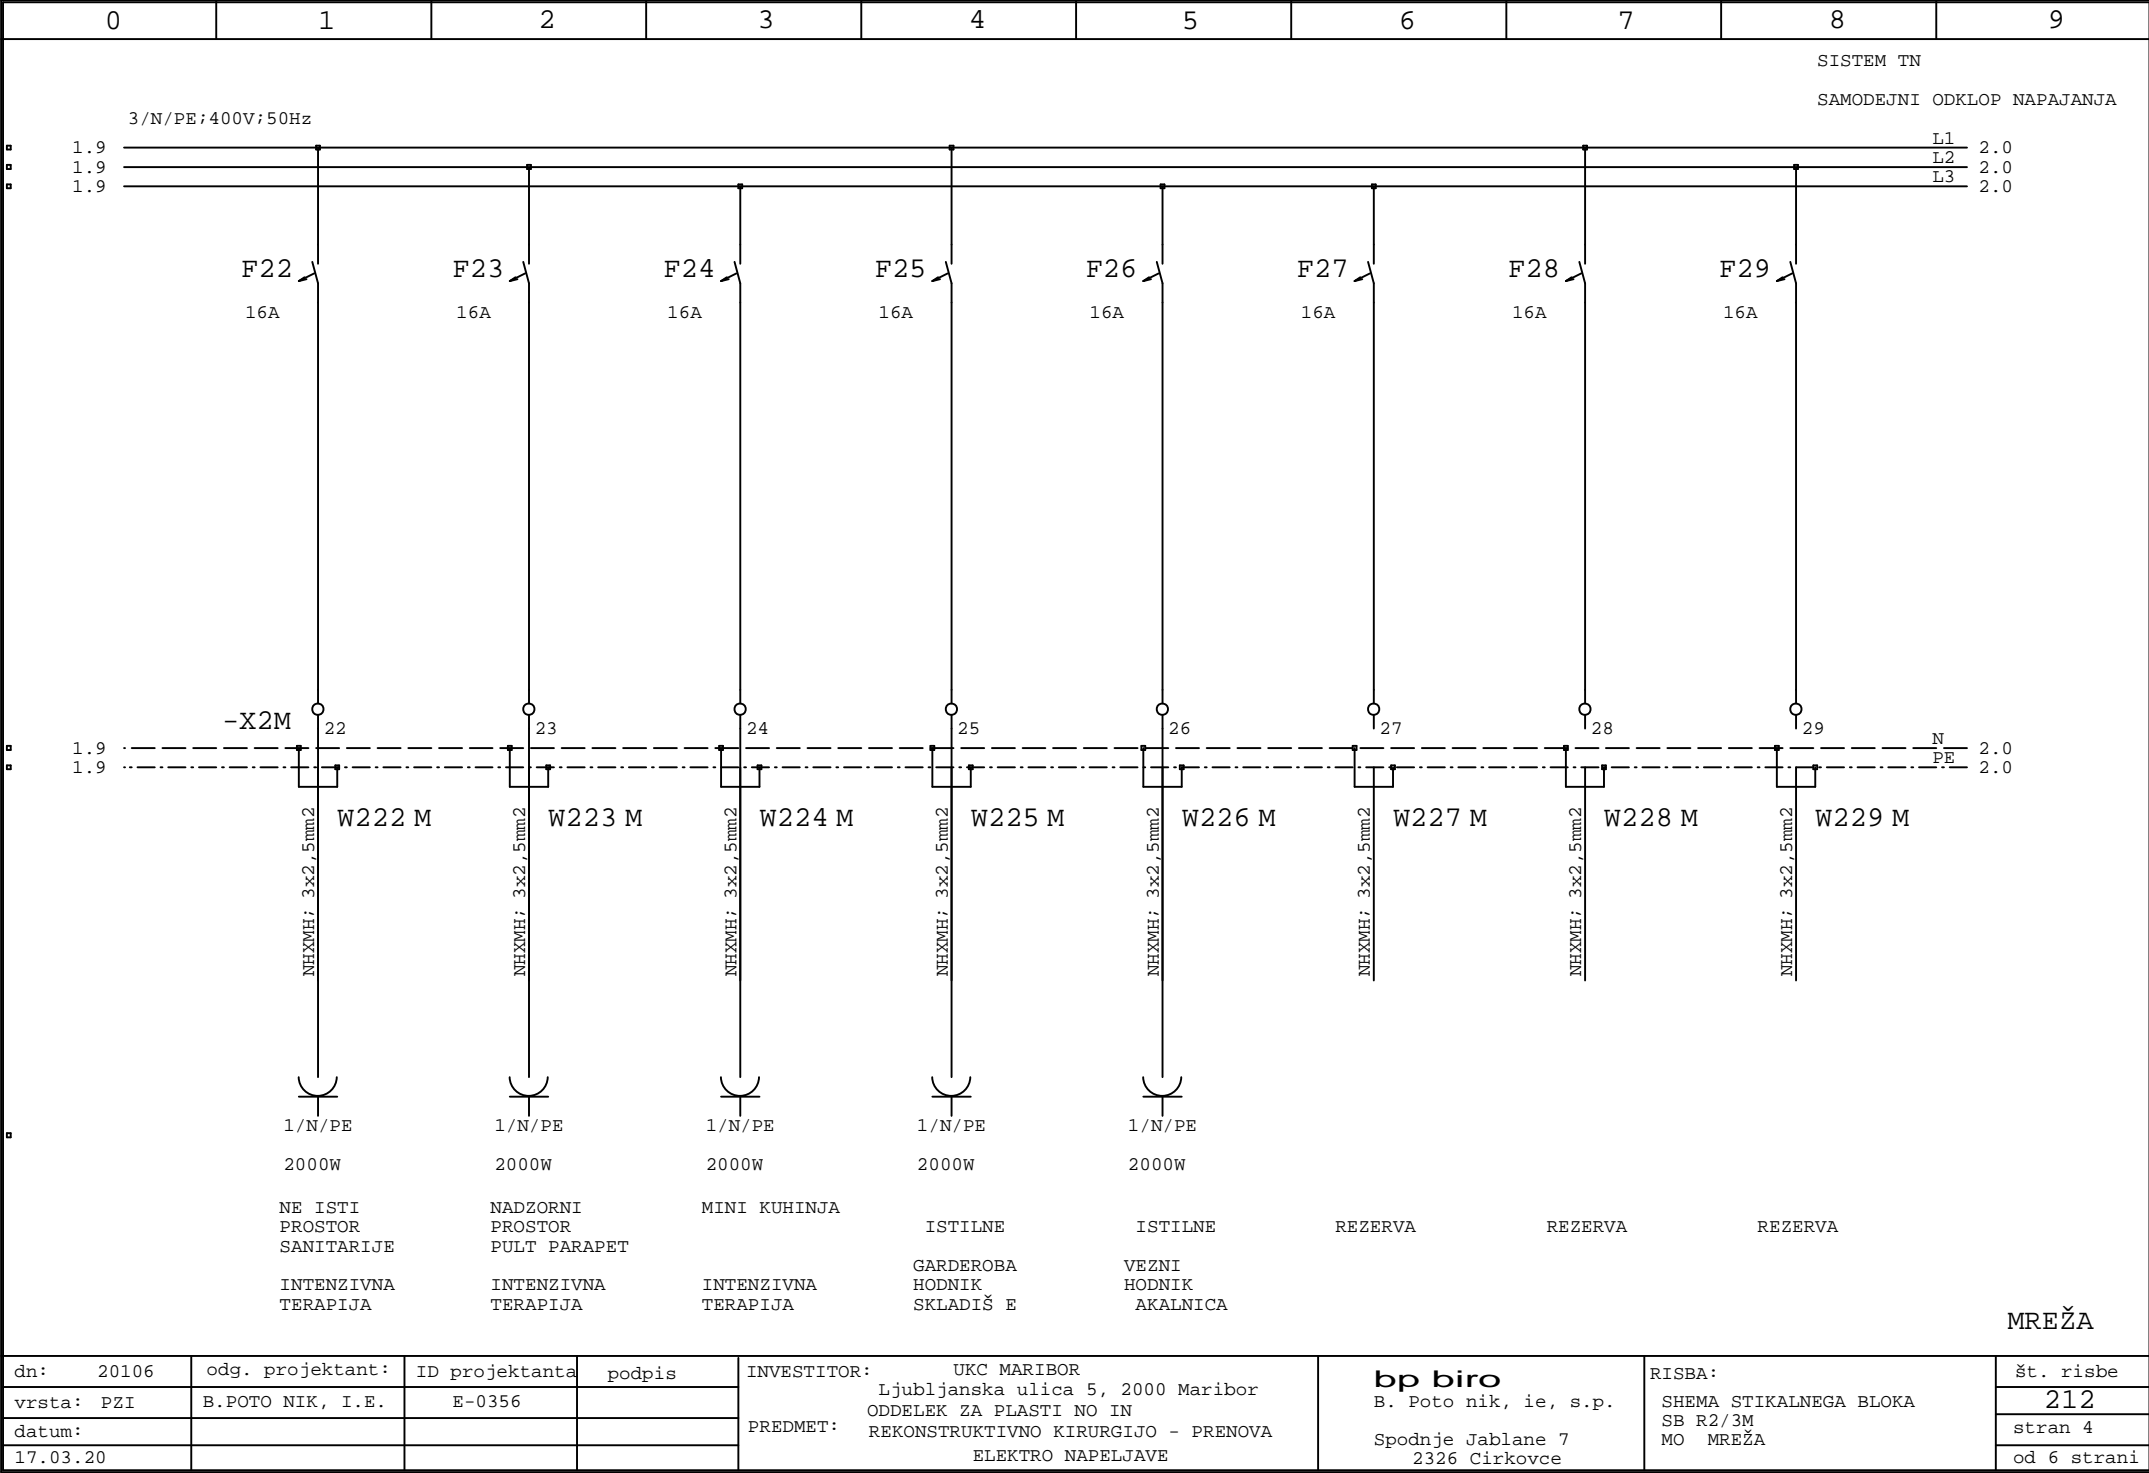 0 1 2 3 4 5 6 7 8 9
SISTEM TN
SAMODEJNI ODKLOP NAPAJANJA
3/N/PE;400V;50Hz
1.9 L1 2.0
1.9 L2 2.0
1.9 L3 2.0
F22 F23 F24 F25 F26 F27 F28 F29
16A 16A 16A 16A 16A 16A 16A 16A
-X2M 22 23 24 25 26 27 28 29
1.9 N 2.0
1.9 PE 2.0
W222 M W223 M W224 M W225 M W226 M W227 M W228 M W229 M
NHXMH; 3x2,5mm2 NHXMH; 3x2,5mm2 NHXMH; 3x2,5mm2 NHXMH; 3x2,5mm2 NHXMH; 3x2,5mm2 NHXMH; 3x2,5mm2 NHXMH; 3x2,5mm2 NHXMH; 3x2,5mm2
1/N/PE 1/N/PE 1/N/PE 1/N/PE 1/N/PE
2000W 2000W 2000W 2000W 2000W
NE ISTI
PROSTOR
SANITARIJE
INTENZIVNA
TERAPIJA
NADZORNI
PROSTOR
PULT PARAPET
INTENZIVNA
TERAPIJA
MINI KUHINJA
INTENZIVNA
TERAPIJA
ISTILNE
GARDEROBA
HODNIK
SKLADIŠ E
ISTILNE
VEZNI
HODNIK
AKALNICA
REZERVA
REZERVA
REZERVA
MREŽA
dn: 20106
vrsta: PZI
datum:
17.03.20
odg. projektant:
B.POTO NIK, I.E.
ID projektanta
E-0356
podpis
INVESTITOR: UKC MARIBOR
Ljubljanska ulica 5, 2000 Maribor
ODDELEK ZA PLASTI NO IN
PREDMET: REKONSTRUKTIVNO KIRURGIJO - PRENOVA
ELEKTRO NAPELJAVE
bp biro
B. Poto nik, ie, s.p.
Spodnje Jablane 7
2326 Cirkovce
RISBA:
SHEMA STIKALNEGA BLOKA
SB R2/3M
MO MREŽA
št. risbe
212
stran 4
od 6 strani